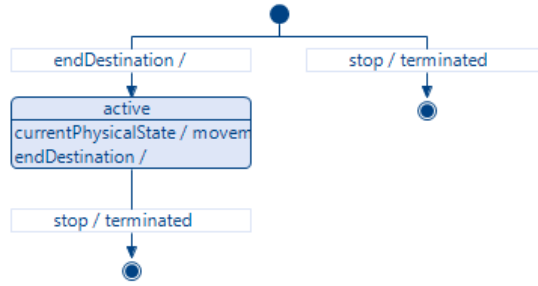 endDestination /
stop / terminated
active
currentPhysicalState / movem
endDestination /
stop / terminated